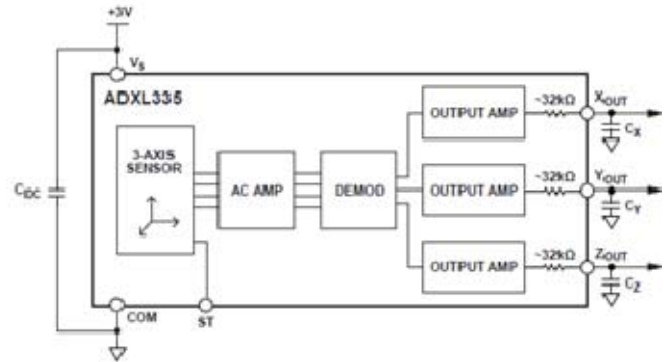 +3V
VS
ADXL335
3-AXIS
SENSOR
AC AMP
DEMOD
OUTPUT AMP
~32kΩ
XOUT
CX
OUTPUT AMP
~32kΩ
YOUT
CY
OUTPUT AMP
~32kΩ
ZOUT
CZ
CDC
COM
ST